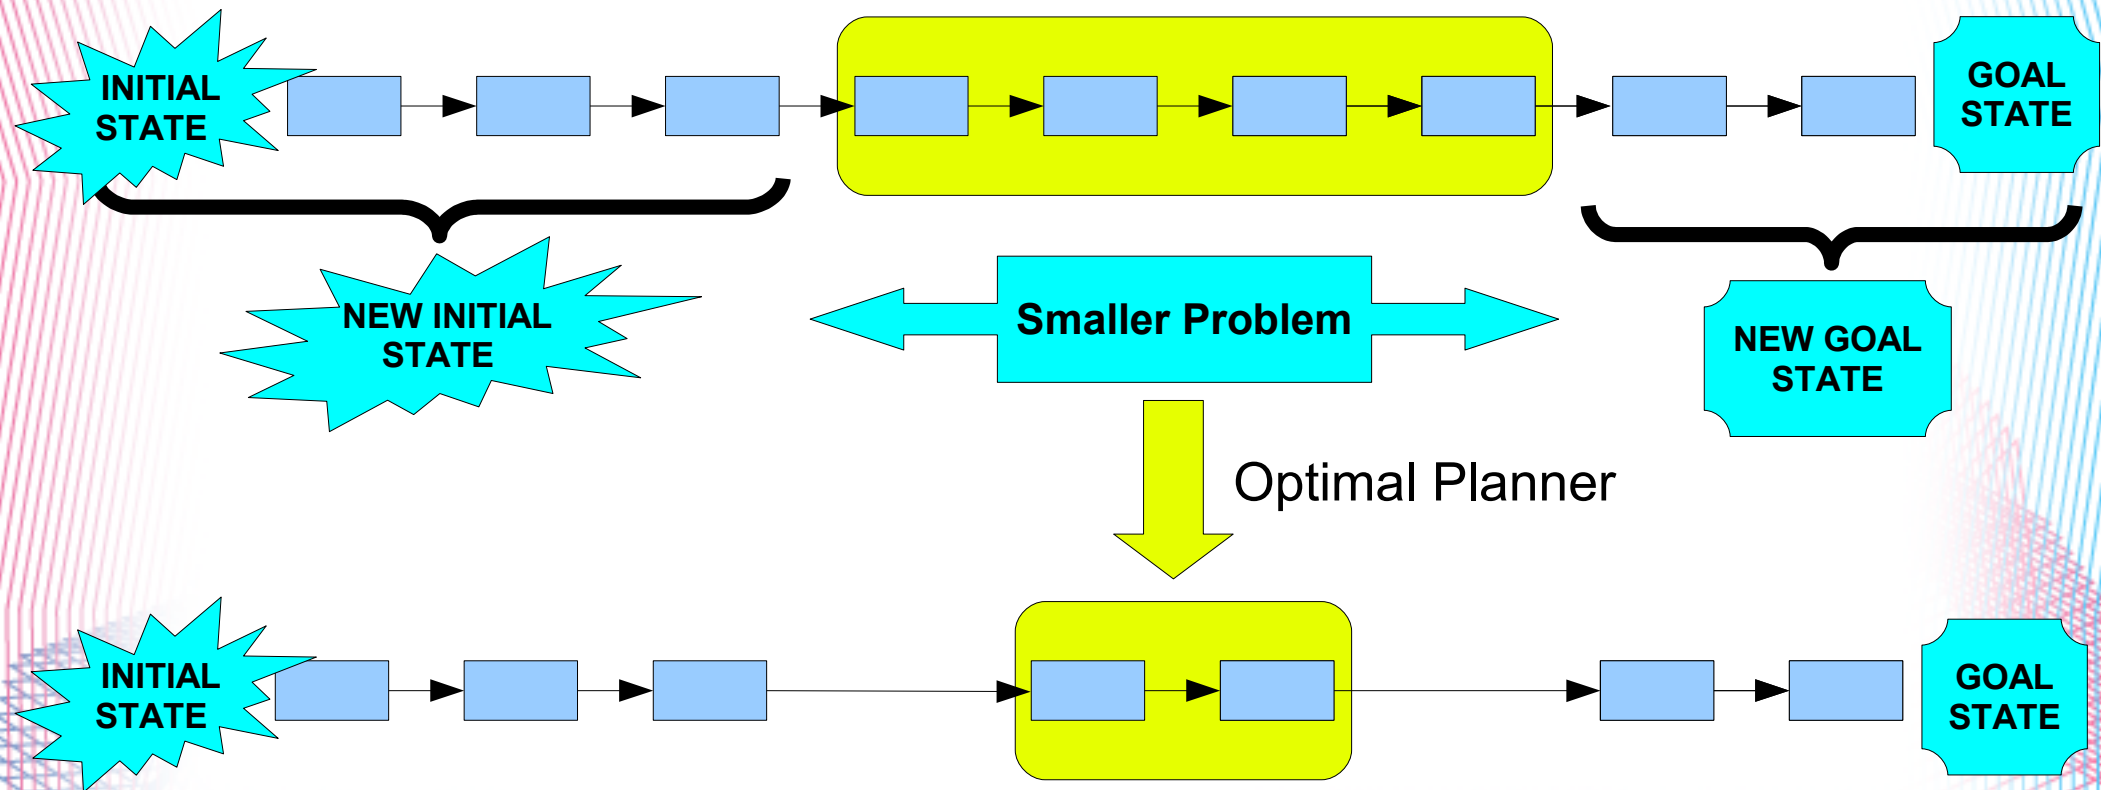 INITIAL
STATE
GOAL
STATE
NEW INITIAL
STATE
Smaller Problem
NEW GOAL
STATE
Optimal Planner
INITIAL
STATE
GOAL
STATE